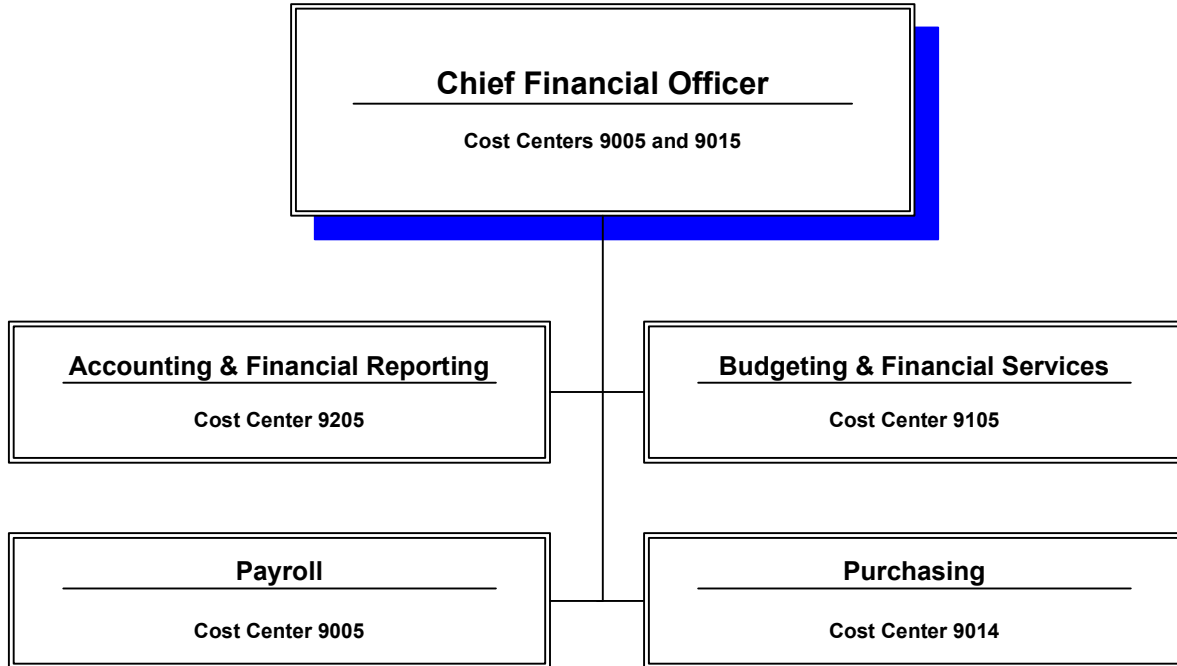 Chief Financial Officer
Cost Centers 9005 and 9015
Accounting & Financial Reporting
Cost Center 9205
Budgeting & Financial Services
Cost Center 9105
Payroll
Cost Center 9005
Purchasing
Cost Center 9014